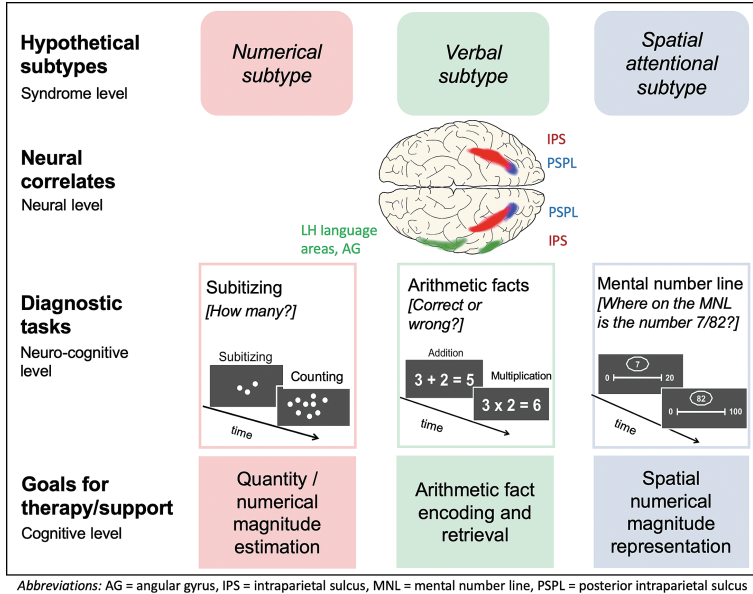 Hypothetical
subtypes
Syndrome level
Numerical
subtype
Verbal
subtype
Spatial
attentional
subtype
Neural
correlates
Neural level
IPS
PSPL
PSPL
IPS
LH language
areas, AG
Diagnostic
tasks
Neuro-cognitive
level
Subitizing
[How many?]
Subitizing
Counting
time
Arithmetic facts
[Correct or
wrong?]
Addition
3 + 2 = 5
Multiplication
3 x 2 = 6
time
Mental number line
[Where on the MNL
is the number 7/82?]
7
0 20
82
0 100
time
Goals for
therapy/support
Cognitive level
Quantity /
numerical
magnitude
estimation
Arithmetic fact
encoding and
retrieval
Spatial
numerical
magnitude
representation
Abbreviations: AG = angular gyrus, IPS = intraparietal sulcus, MNL = mental number line, PSPL = posterior intraparietal sulcus